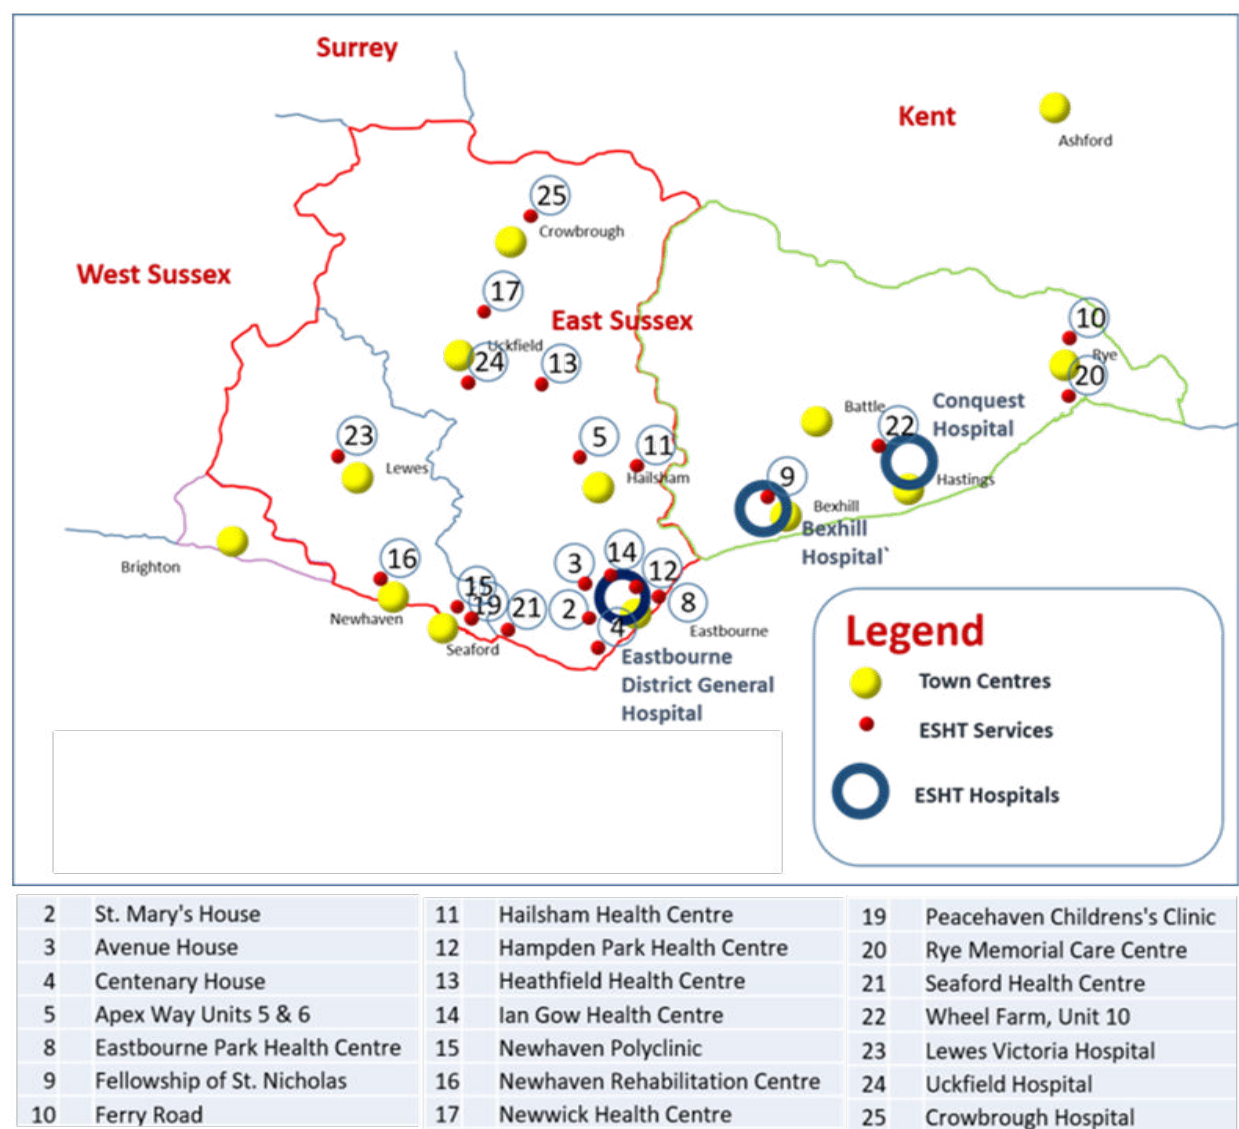 Surrey
Kent
Ashford
25
Crowbrough
West Sussex
17
East Sussex
10
Uckfield
24
13
Rye
20
Battle
Conquest
Hospital
22
23
5
11
Lewes
Hailsham
9
Hastings
Bexhill
Bexhill
Hospital`
Brighton
16
3
14
12
15
19
21
2
8
4
Newhaven
Seaford
Eastbourne
Eastbourne
District General
Hospital
Legend
Town Centres
ESHT Services
ESHT Hospitals
2 St. Mary's House
3 Avenue House
4 Centenary House
5 Apex Way Units 5 & 6
8 Eastbourne Park Health Centre
9 Fellowship of St. Nicholas
10 Ferry Road
11 Hailsham Health Centre
12 Hampden Park Health Centre
13 Heathfield Health Centre
14 Ian Gow Health Centre
15 Newhaven Polyclinic
16 Newhaven Rehabilitation Centre
17 Newwick Health Centre
19 Peacehaven Childrens's Clinic
20 Rye Memorial Care Centre
21 Seaford Health Centre
22 Wheel Farm, Unit 10
23 Lewes Victoria Hospital
24 Uckfield Hospital
25 Crowbrough Hospital